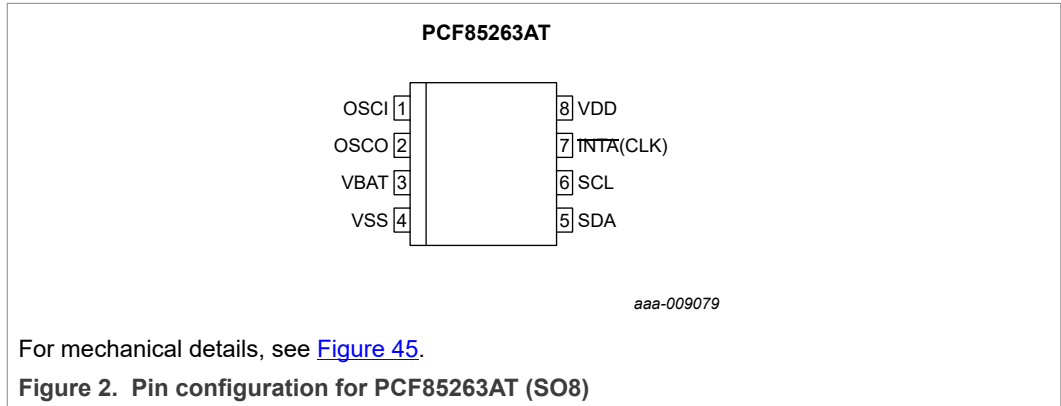 PCF85263AT
OSCI 1
8 VDD
OSCO 2
7 INTA(CLK)
VBAT 3
6 SCL
VSS 4
5 SDA
aaa-009079
For mechanical details, see Figure 45.
Figure 2. Pin configuration for PCF85263AT (SO8)